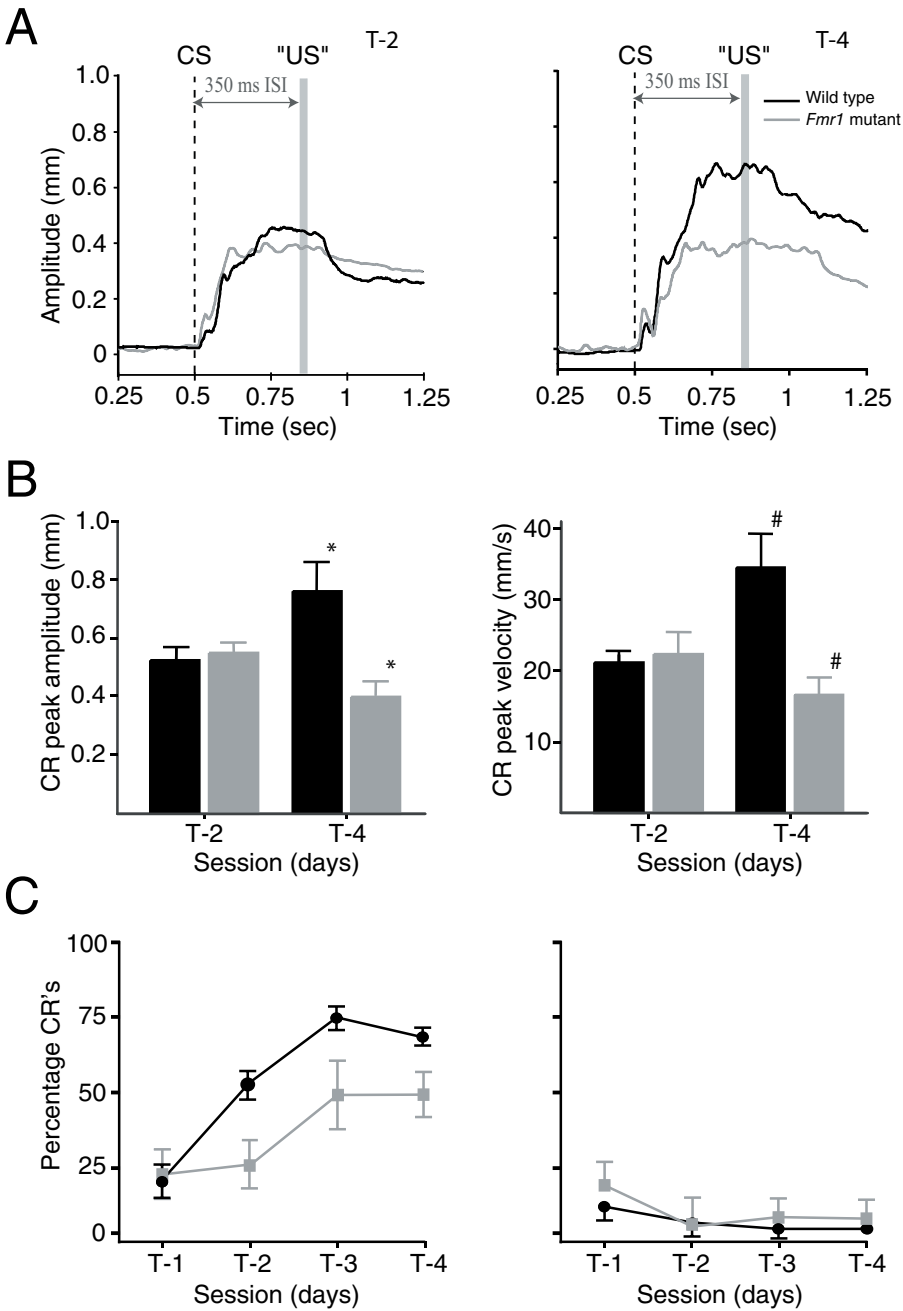 A
T-2
T-4
CS
"US"
CS
"US"
350 ms ISI
350 ms ISI
Wild type
Fmr1 mutant
1.0
0.8
0.6
0.4
0.2
0
Amplitude (mm)
0.25 0.5 0.75 1 1.25
0.25 0.5 0.75 1 1.25
Time (sec)
Time (sec)
B
1.0
0.8
0.6
0.4
0.2
CR peak amplitude (mm)
*
*
T-2 T-4
Session (days)
40
30
20
10
CR peak velocity (mm/s)
#
#
T-2 T-4
Session (days)
C
100
75
50
25
0
Percentage CR's
T-1 T-2 T-3 T-4
T-1 T-2 T-3 T-4
Session (days)
Session (days)